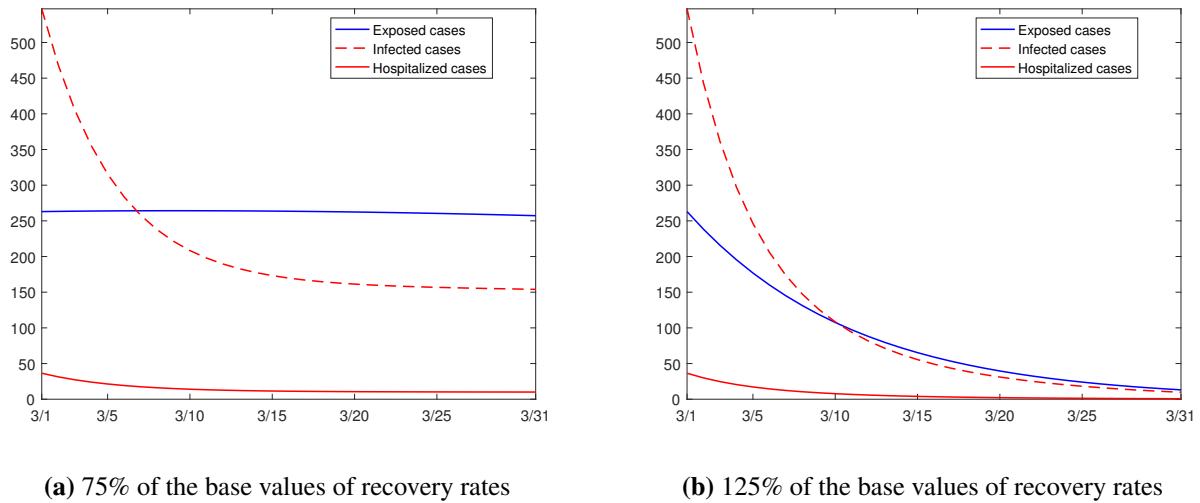 500
450
400
350
300
250
200
150
100
50
0
3/1 3/5 3/10 3/15 3/20 3/25 3/31
Exposed cases
Infected cases
Hospitalized cases
(a) 75% of the base values of recovery rates
500
450
400
350
300
250
200
150
100
50
0
3/1 3/5 3/10 3/15 3/20 3/25 3/31
Exposed cases
Infected cases
Hospitalized cases
(b) 125% of the base values of recovery rates